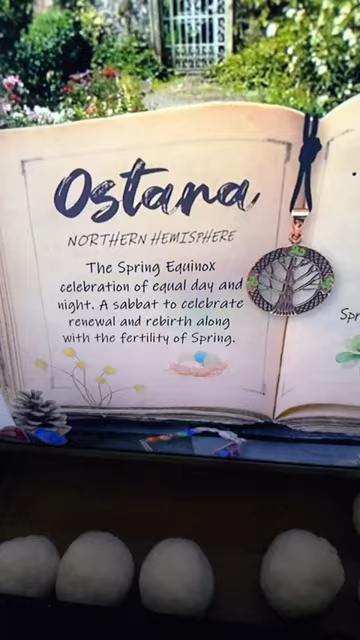 Ostara
NORTHERN HEMISPHERE
The Spring Equinox
celebration of equal day and
night. A sabbat to celebrate
renewal and rebirth along
with the fertility of Spring.